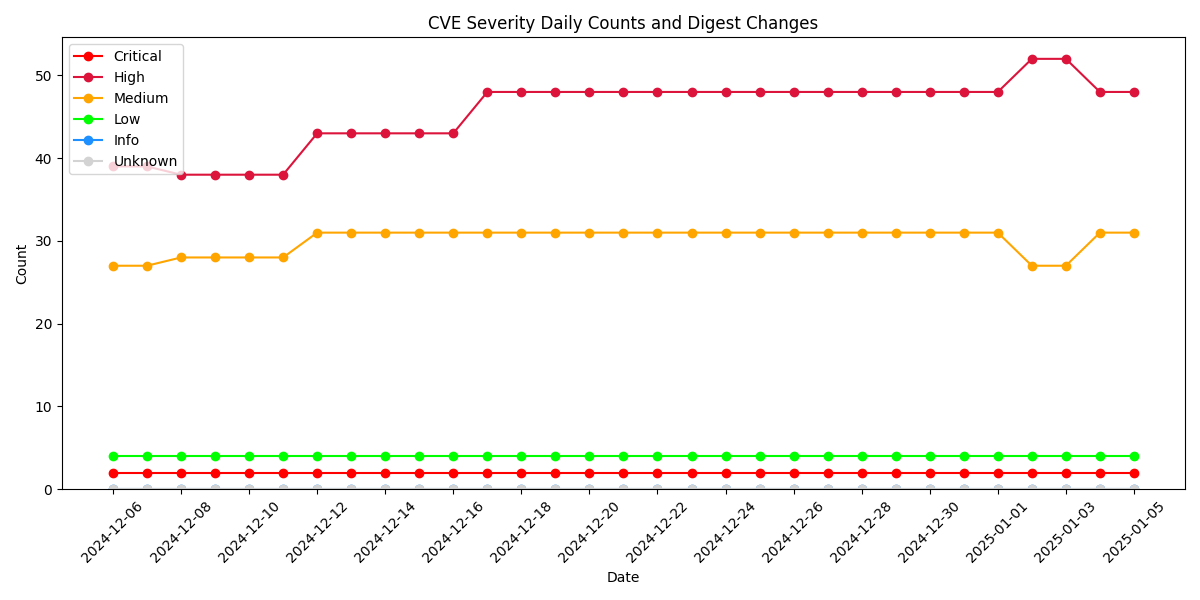 CVE Severity Daily Counts and Digest Changes
Critical
High
Medium
Low
Info
Unknown
50
40
30
20
10
0
Count
2024-12-06
2024-12-08
2024-12-10
2024-12-12
2024-12-14
2024-12-16
2024-12-18
2024-12-20
2024-12-22
2024-12-24
2024-12-26
2024-12-28
2024-12-30
2025-01-01
2025-01-03
2025-01-05
Date